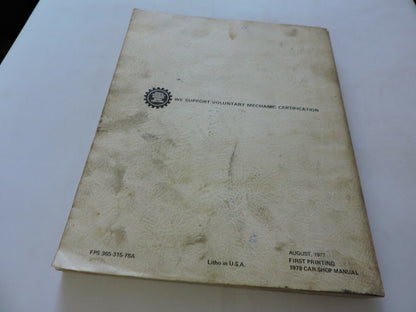 WE SUPPORT VOLUNTARY MECHANIC CERTIFICATION
FPS 365-315-78A
Litho in U.S.A.
AUGUST, 1977
FIRST PRINTING
1978 CAR SHOP MANUAL